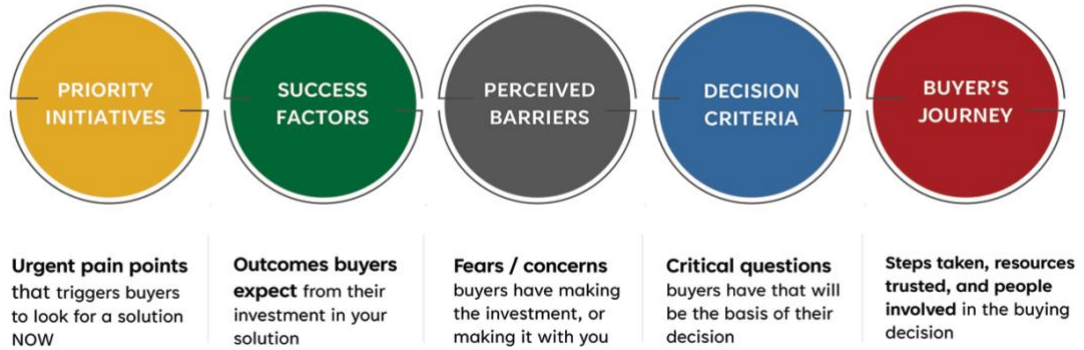 PRIORITY
INITIATIVES
SUCCESS
FACTORS
PERCEIVED
BARRIERS
DECISION
CRITERIA
BUYER'S
JOURNEY
Urgent pain points
that triggers buyers
to look for a solution
NOW
Outcomes buyers
expect from their
investment in your
solution
Fears / concerns
buyers have making
the investment, or
making it with you
Critical questions
buyers have that will
be the basis of their
decision
Steps taken, resources
trusted, and people
involved in the buying
decision